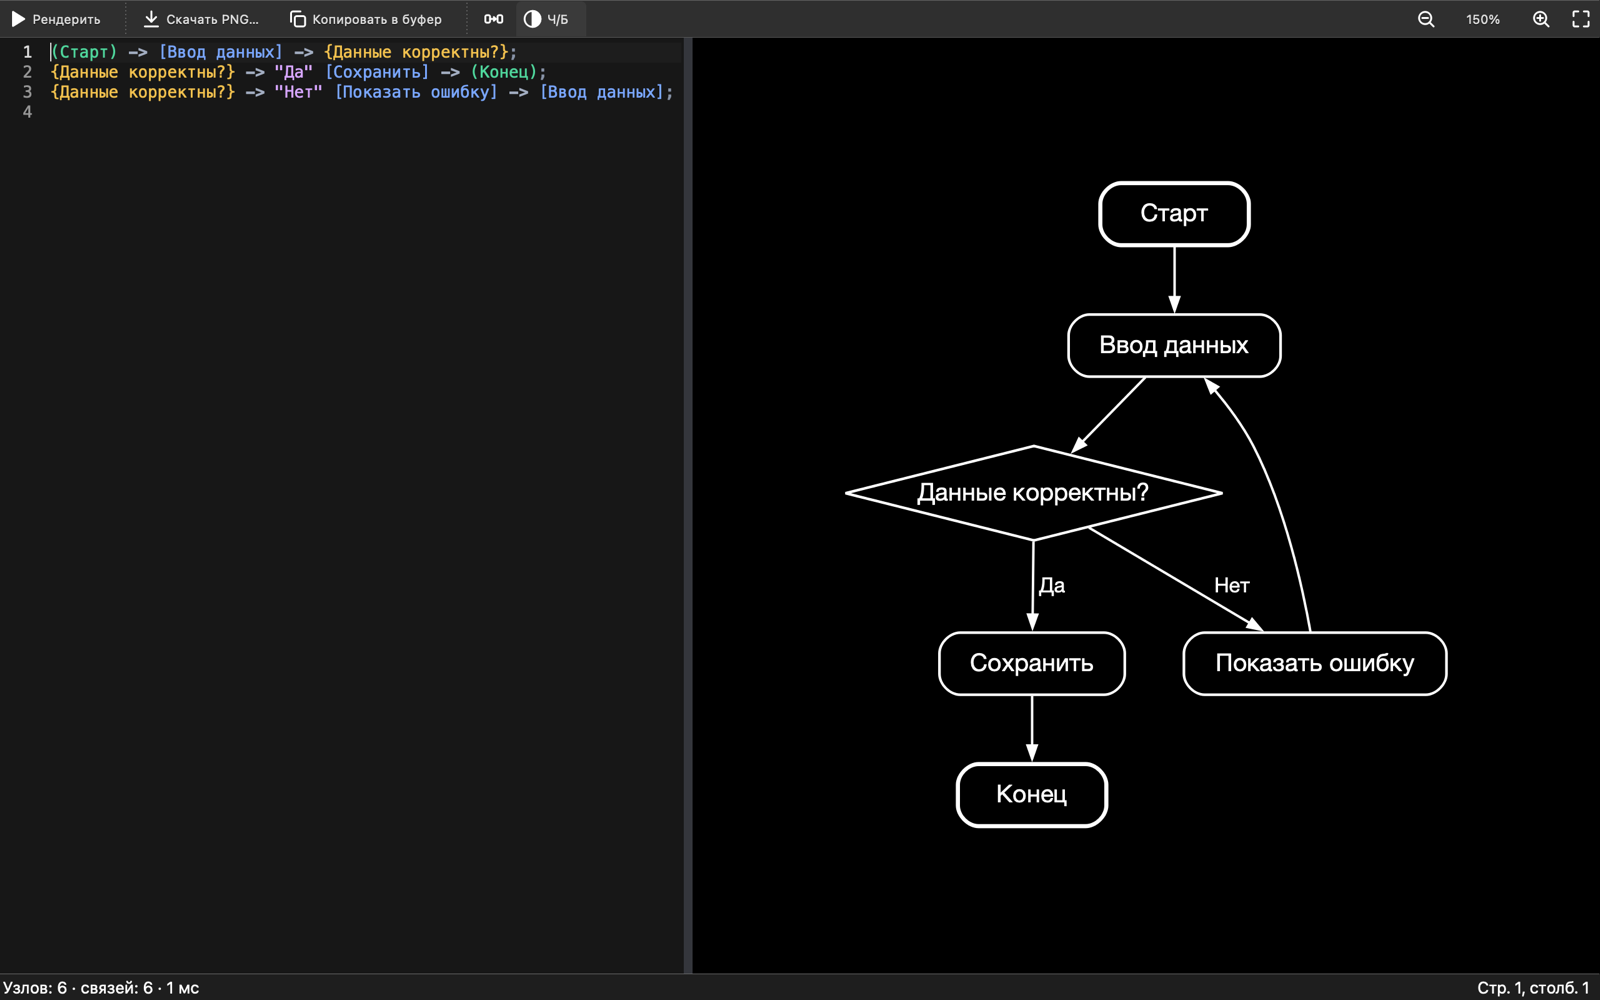 Рендерить
Скачать PNG...
Копировать в буфер
Ч/Б
150%
1 (Старт) -> [Ввод данных] -> {Данные корректны?};
2 {Данные корректны?} -> "Да" [Сохранить] -> (Конец);
3 {Данные корректны?} -> "Нет" [Показать ошибку] -> [Ввод данных];
4
Старт
Ввод данных
Данные корректны?
Да
Нет
Сохранить
Показать ошибку
Конец
Узлов: 6 · связей: 6 · 1 мс
Стр. 1, столб. 1